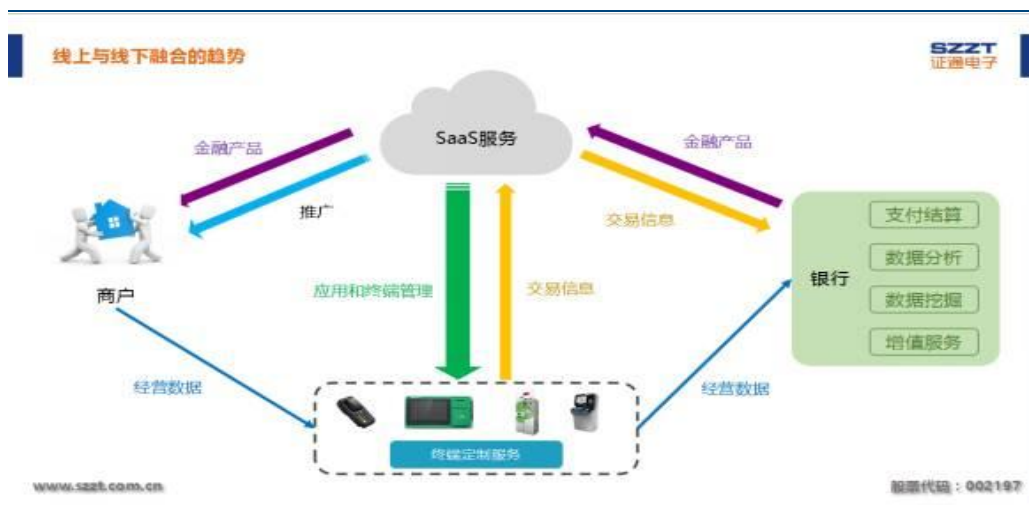 线上与线下融合的趋势
SZZT
证通电子
SaaS服务
金融产品
金融产品
推广
交易信息
支付结算
数据分析
银行
数据挖掘
增值服务
商户
应用和终端管理
交易信息
经营数据
经营数据
终端定制服务
www.szzt.com.cn
股票代码：002197